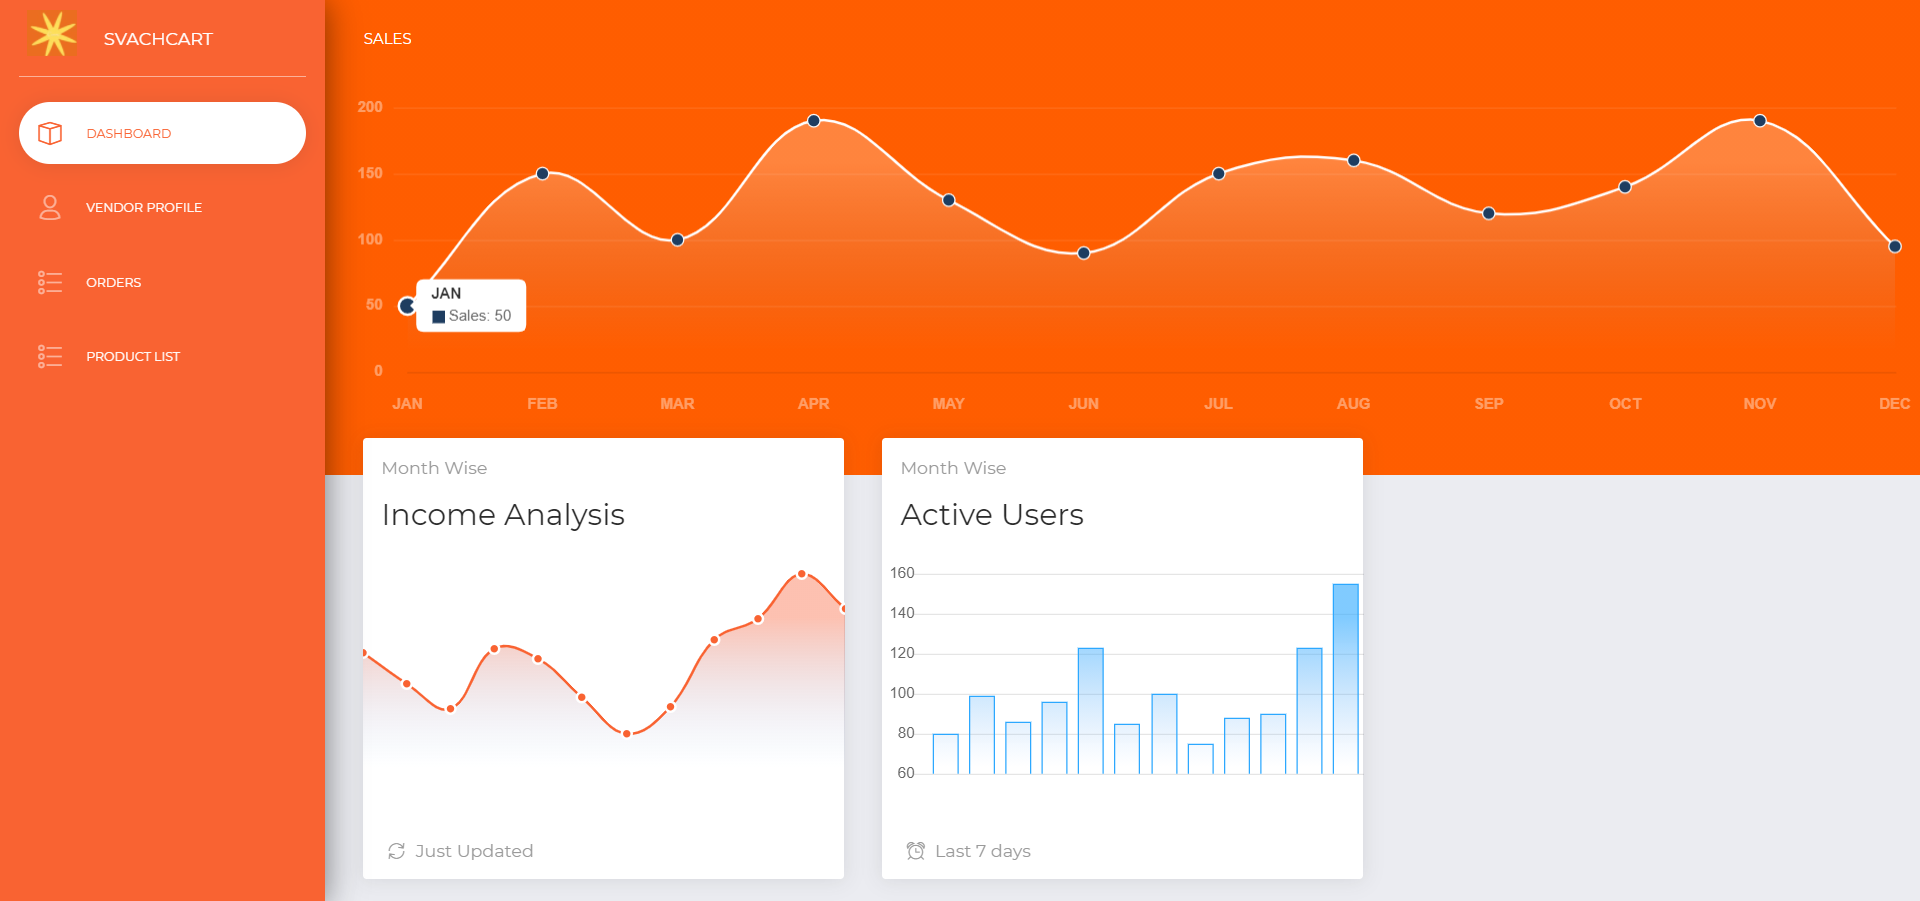 SVACHCART
DASHBOARD
VENDOR PROFILE
ORDERS
PRODUCT LIST
SALES
200
150
100
50
0
JAN
Sales: 50
JAN FEB MAR APR MAY JUN JUL AUG SEP OCT NOV DEC
Month Wise
Income Analysis
Just Updated
Month Wise
Active Users
160
140
120
100
80
60
Last 7 days